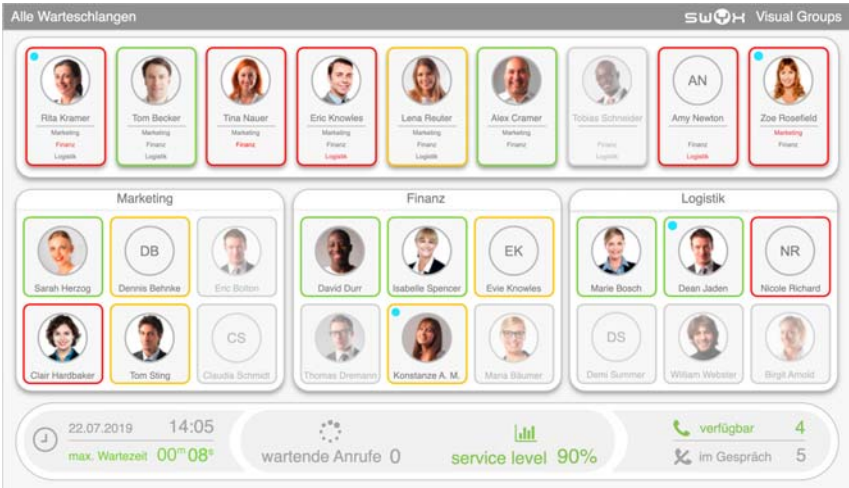 Alle Warteschlangen
swyx Visual Groups
Rita Kramer
Marketing
Finanz
Logistik
Tom Becker
Marketing
Finanz
Logistik
Tina Nauer
Marketing
Finanz
Eric Knowles
Marketing
Finanz
Logistik
Lena Reuter
Marketing
Finanz
Logistik
Alex Cramer
Marketing
Finanz
Tobias Schneider
Finanz
Logistik
AN
Amy Newton
Finanz
Logistik
Zoe Rosefield
Marketing
Finanz
Marketing
Sarah Herzog
DB
Dennis Behnke
Eric Bolton
Clair Hardbaker
Tom Sting
CS
Claudia Schmidt
Finanz
David Durr
Isabelle Spencer
EK
Evie Knowles
Thomas Dremann
Konstanze A. M.
Maria Bäumer
Logistik
Marie Bosch
Dean Jaden
NR
Nicole Richard
DS
Demi Summer
William Webster
Birgit Arnold
22.07.2019 14:05
max. Wartezeit 00m 08s
wartende Anrufe 0
service level 90%
verfügbar 4
im Gespräch 5